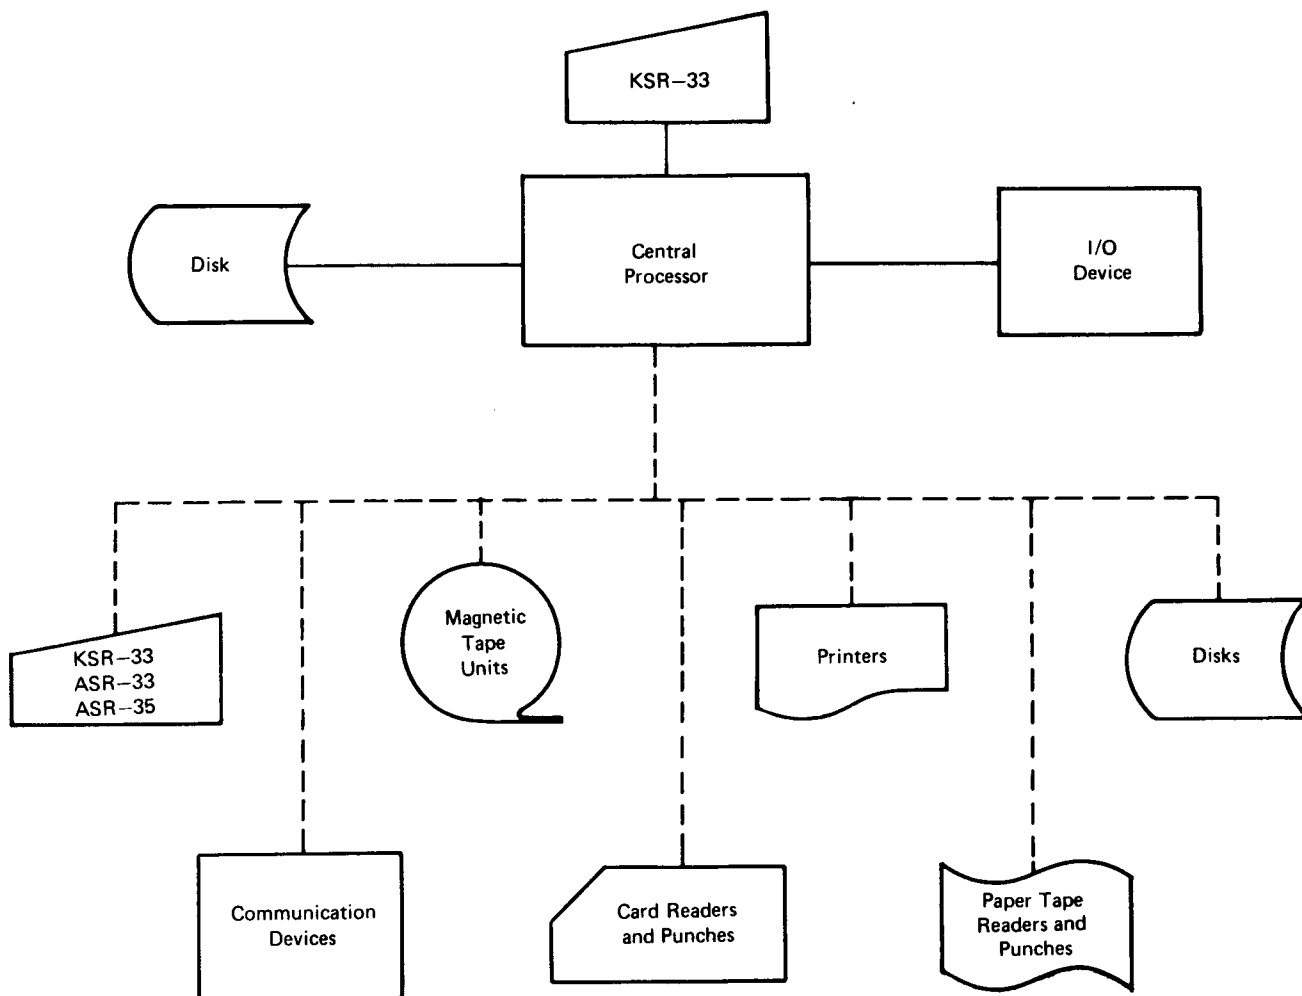 KSR-33
Disk
Central
Processor
I/O
Device
KSR-33
ASR-33
ASR-35
Magnetic
Tape
Units
Printers
Disks
Communication
Devices
Card Readers
and Punches
Paper Tape
Readers and
Punches